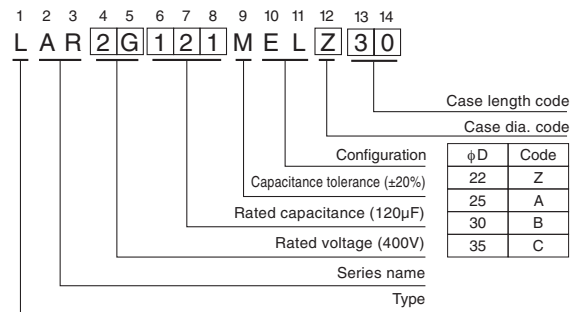 1 2 3 4 5 6 7 8 9 10 11 12 13 14
L A R 2 G 1 2 1 M E L Z 3 0
Case length code
Case dia. code
Configuration
Capacitance tolerance (±20%)
Rated capacitance (120µF)
Rated voltage (400V)
Series name
Type
ϕD Code
22 Z
25 A
30 B
35 C